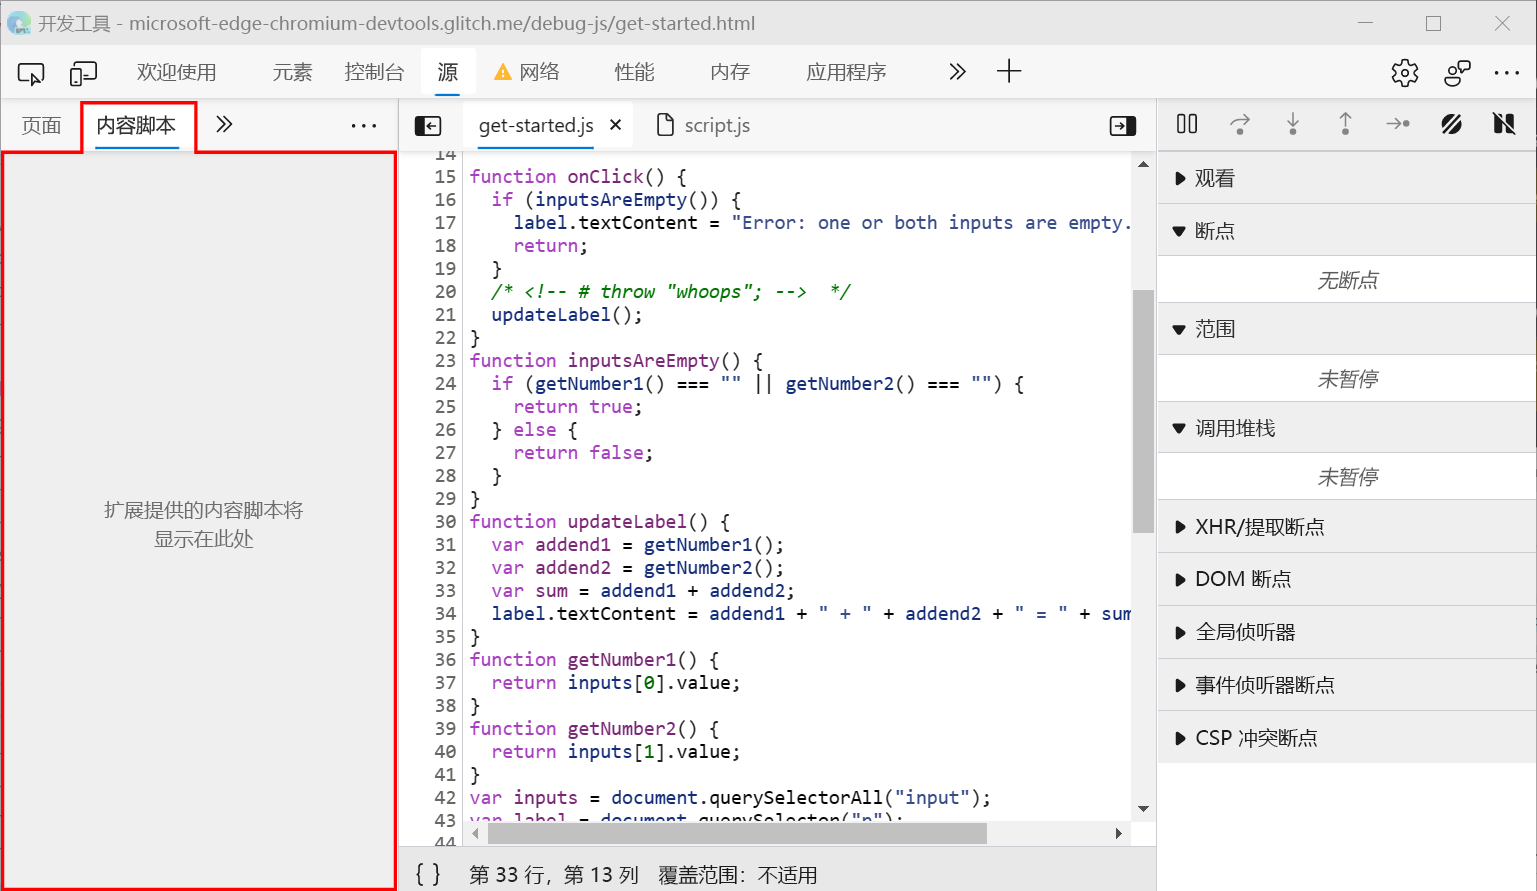 开发工具 - microsoft-edge-chromium-devtools.glitch.me/debug-js/get-started.html
欢迎使用 元素 控制台 源 网络 性能 内存 应用程序
页面 内容脚本
扩展提供的内容脚本将
显示在此处
get-started.js script.js
14
15 function onClick() {
16 if (inputsAreEmpty()) {
17 label.textContent = "Error: one or both inputs are empty.
18 return;
19 }
20 /* <!-- # throw "whoops"; -->  */
21 updateLabel();
22 }
23 function inputsAreEmpty() {
24 if (getNumber1() === "" || getNumber2() === "") {
25 return true;
26 } else {
27 return false;
28 }
29 }
30 function updateLabel() {
31 var addend1 = getNumber1();
32 var addend2 = getNumber2();
33 var sum = addend1 + addend2;
34 label.textContent = addend1 + " + " + addend2 + " = " + sum
35 }
36 function getNumber1() {
37 return inputs[0].value;
38 }
39 function getNumber2() {
40 return inputs[1].value;
41 }
42 var inputs = document.querySelectorAll("input");
43 var label = document.querySelector("p");
44
{ } 第 33 行，第 13 列 覆盖范围：不适用
观看
断点
无断点
范围
未暂停
调用堆栈
未暂停
XHR/提取断点
DOM 断点
全局侦听器
事件侦听器断点
CSP 冲突断点